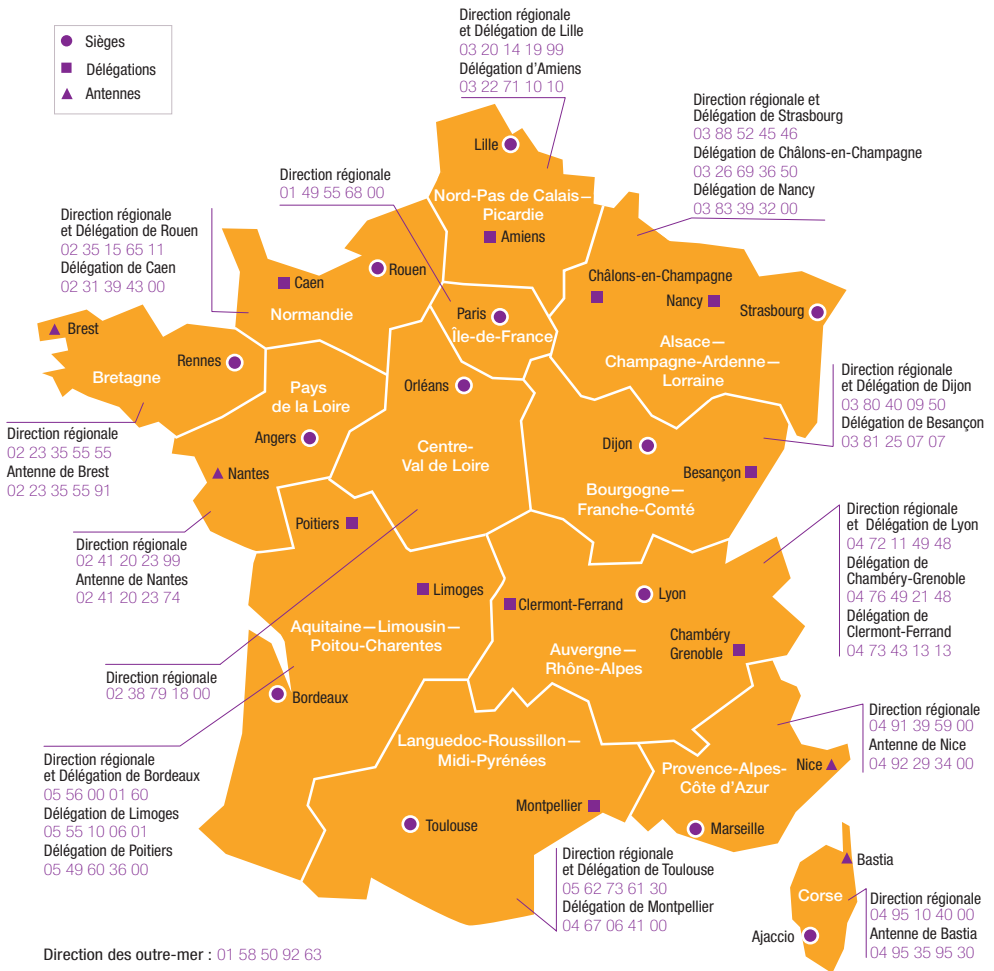 Sièges
Délégations
Antennes
Direction régionale
et Délégation de Lille
03 20 14 19 99
Délégation d'Amiens
03 22 71 10 10
Direction régionale et
Délégation de Strasbourg
03 88 52 45 46
Délégation de Châlons-en-Champagne
03 26 69 36 50
Délégation de Nancy
03 83 39 32 00
Direction régionale
01 49 55 68 00
Direction régionale
et Délégation de Rouen
02 35 15 65 11
Délégation de Caen
02 31 39 43 00
Lille
Nord-Pas de Calais–
Picardie
Amiens
Rouen
Caen
Normandie
Paris
Île-de-France
Châlons-en-Champagne
Nancy
Strasbourg
Alsace–
Champagne-Ardenne–
Lorraine
Brest
Rennes
Bretagne
Pays
de la Loire
Angers
Nantes
Orléans
Centre-
Val de Loire
Dijon
Besançon
Bourgogne–
Franche-Comté
Direction régionale
et Délégation de Dijon
03 80 40 09 50
Délégation de Besançon
03 81 25 07 07
Direction régionale
02 23 35 55 55
Antenne de Brest
02 23 35 55 91
Direction régionale
02 41 20 23 99
Antenne de Nantes
02 41 20 23 74
Poitiers
Limoges
Aquitaine–Limousin–
Poitou-Charentes
Bordeaux
Clermont-Ferrand
Lyon
Chambéry
Grenoble
Auvergne–
Rhône-Alpes
Direction régionale
et Délégation de Lyon
04 72 11 49 48
Délégation de
Chambéry-Grenoble
04 76 49 21 48
Délégation de
Clermont-Ferrand
04 73 43 13 13
Direction régionale
02 38 79 18 00
Direction régionale
et Délégation de Bordeaux
05 56 00 01 60
Délégation de Limoges
05 55 10 06 01
Délégation de Poitiers
05 49 60 36 00
Languedoc-Roussillon–
Midi-Pyrénées
Montpellier
Toulouse
Provence-Alpes-
Côte d'Azur
Nice
Marseille
Direction régionale
04 91 39 59 00
Antenne de Nice
04 92 29 34 00
Direction régionale
et Délégation de Toulouse
05 62 73 61 30
Délégation de Montpellier
04 67 06 41 00
Bastia
Corse
Ajaccio
Direction régionale
04 95 10 40 00
Antenne de Bastia
04 95 35 95 30
Direction des outre-mer : 01 58 50 92 63